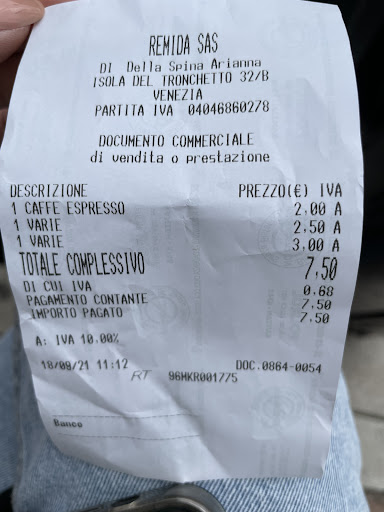 REMIDA SAS
DI Della Spina Arianna
ISOLA DEL TRONCHETTO 32/B
VENEZIA
PARTITA IVA 04046860278
DOCUMENTO COMMERCIALE
di vendita o prestazione
DESCRIZIONE PREZZO(€) IVA
1 CAFFE ESPRESSO 2,00 A
1 VARIE 2,50 A
1 VARIE 3,00 A
TOTALE COMPLESSIVO 7,50
DI CUI IVA 0,68
PAGAMENTO CONTANTE 7,50
IMPORTO PAGATO 7,50
A: IVA 10.00%
18/09/21 11:12 DOC.0864-0054
RT 96MKR001775
Banco